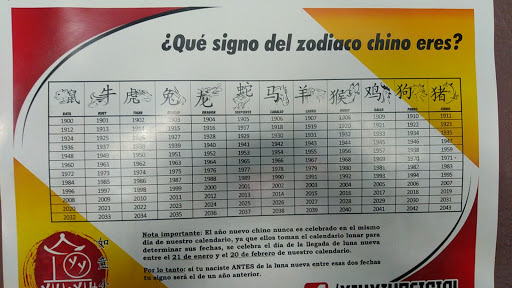 ¿Qué signo del zodiaco chino eres?
鼠 牛 虎 兔 龙 蛇 马 羊 猴 鸡 狗 猪
RATA BUEY TIGRE CONEJO DRAGON SERPIENTE CABALLO CABRA MONO GALLO PERRO CERDO
1900 1901 1902 1903 1904 1905 1906 1907 1908 1909 1910 1911
1912 1913 1914 1915 1916 1917 1918 1919 1920 1921 1922 1923
1924 1925 1926 1927 1928 1929 1930 1931 1932 1933 1934 1935
1936 1937 1938 1939 1940 1941 1942 1943 1944 1945 1946 1947
1948 1949 1950 1951 1952 1953 1954 1955 1956 1957 1958 1959
1960 1961 1962 1963 1964 1965 1966 1967 1968 1969 1970 1971
1972 1973 1974 1975 1976 1977 1978 1979 1980 1981 1982 1983
1984 1985 1986 1987 1988 1989 1990 1991 1992 1993 1994 1995
1996 1997 1998 1999 2000 2001 2002 2003 2004 2005 2006 2007
2008 2009 2010 2011 2012 2013 2014 2015 2016 2017 2018 2019
2020 2021 2022 2023 2024 2025 2026 2027 2028 2029 2030 2031
2032 2033 2034 2035 2036 2037 2038 2039 2040 2041 2042 2043
Nota importante: El año nuevo chino nunca es celebrado en el mismo
día de nuestro calendario, ya que ellos toman el calendario lunar para
determinar sus fechas, se celebra el día de la llegada de luna nueva
entre el 21 de enero y el 20 de febrero de nuestro calendario.
Por lo tanto: si tu naciste ANTES de la luna nueva entre esas dos fechas
tu signo será el de un año anterior.